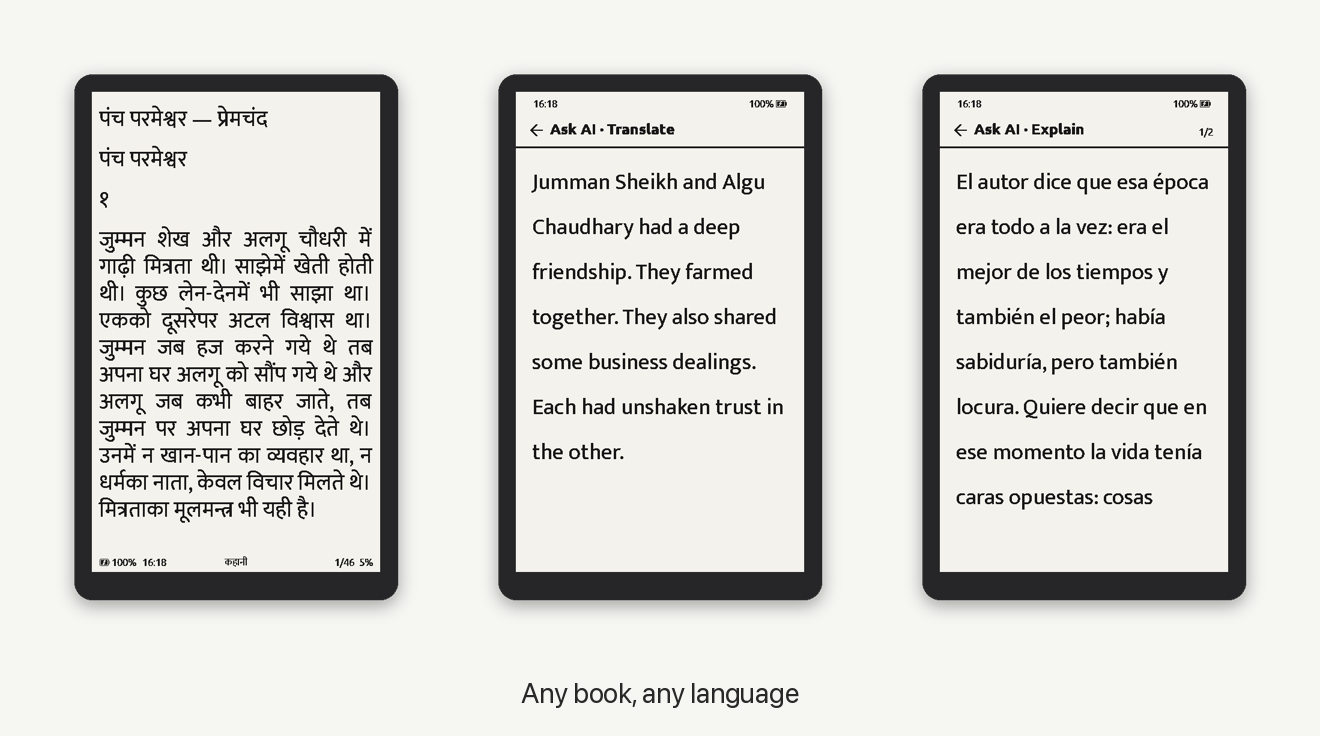 पंच परमेश्वर — प्रेमचंद
पंच परमेश्वर
१
जुम्मन शेख और अलगू चौधरी में
गाढ़ी मित्रता थी। साझेमें खेती होती
थी। कुछ लेन-देनमें भी साझा था।
एकको दूसरेपर अटल विश्वास था।
जुम्मन जब हज करने गये थे तब
अपना घर अलगू को सौंप गये थे और
अलगू जब कभी बाहर जाते, तब
जुम्मन पर अपना घर छोड़ देते थे।
उनमें न खान-पान का व्यवहार था, न
धर्मका नाता, केवल विचार मिलते थे।
मित्रताका मूलमन्त्र भी यही है।
100% 16:18 कहानी 1/46 5%
16:18 100%
← Ask AI · Translate
Jumman Sheikh and Algu
Chaudhary had a deep
friendship. They farmed
together. They also shared
some business dealings.
Each had unshaken trust in
the other.
16:18 100%
← Ask AI · Explain 1/2
El autor dice que esa época
era todo a la vez: era el
mejor de los tiempos y
también el peor; había
sabiduría, pero también
locura. Quiere decir que en
ese momento la vida tenía
caras opuestas: cosas
Any book, any language